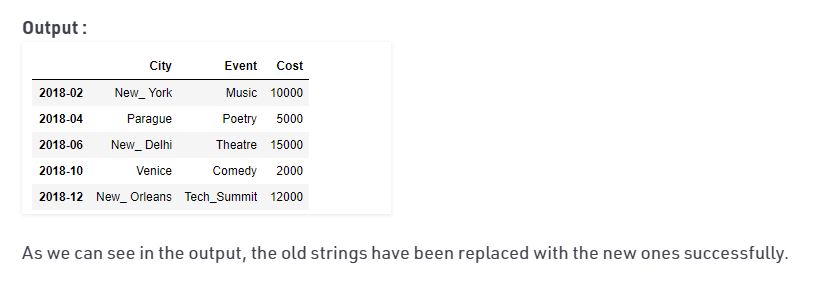 Output :
City Event Cost
2018-02 New_ York Music 10000
2018-04 Parague Poetry 5000
2018-06 New_ Delhi Theatre 15000
2018-10 Venice Comedy 2000
2018-12 New_ Orleans Tech_Summit 12000
As we can see in the output, the old strings have been replaced with the new ones successfully.